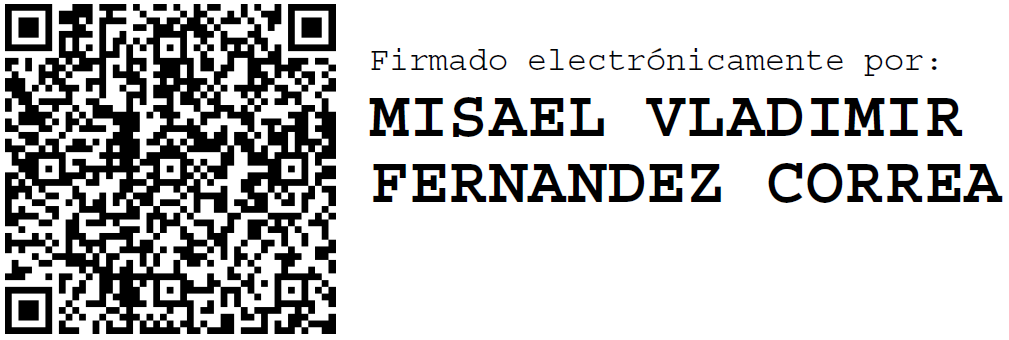 Firmado electrónicamente por:
MISAEL VLADIMIR
FERNANDEZ CORREA